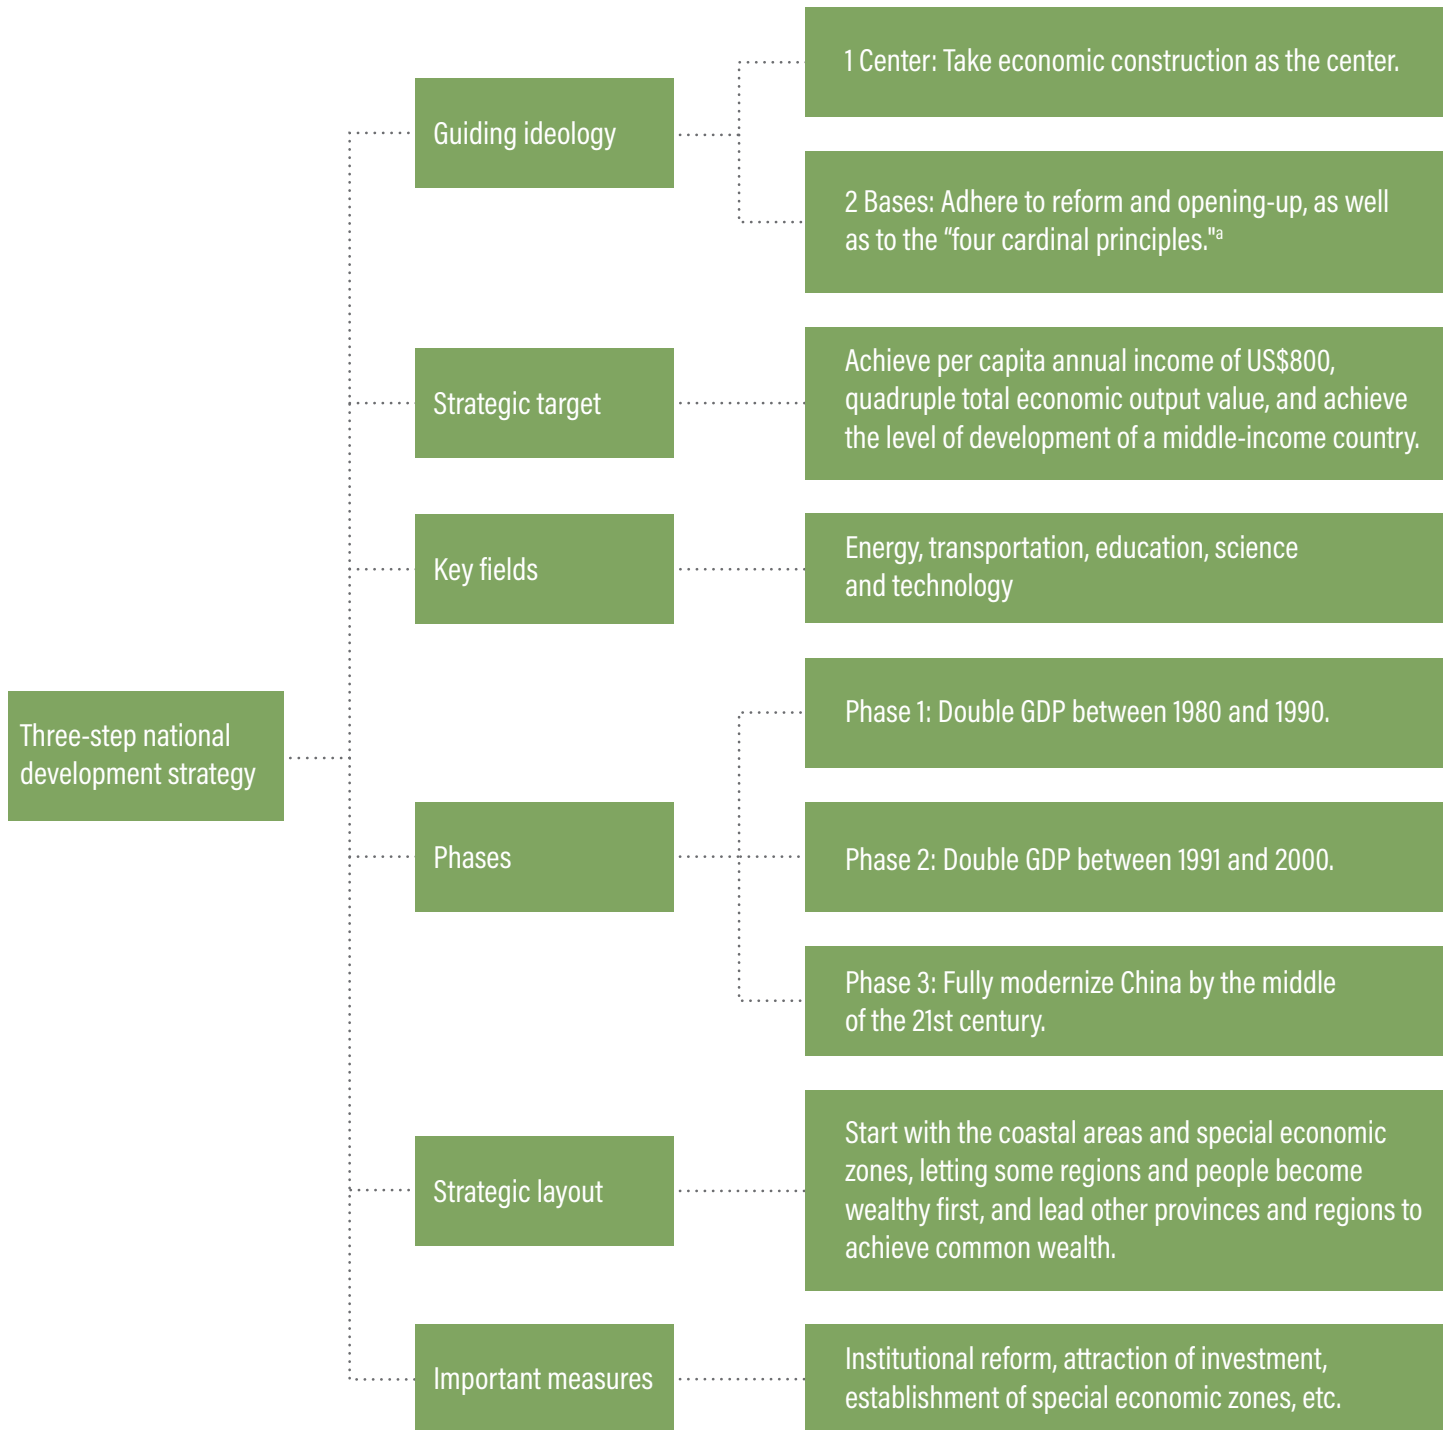 Three-step national
development strategy
Guiding ideology
1 Center: Take economic construction as the center.
2 Bases: Adhere to reform and opening-up, as well
as to the “four cardinal principles."ª
Strategic target
Achieve per capita annual income of US$800,
quadruple total economic output value, and achieve
the level of development of a middle-income country.
Key fields
Energy, transportation, education, science
and technology
Phases
Phase 1: Double GDP between 1980 and 1990.
Phase 2: Double GDP between 1991 and 2000.
Phase 3: Fully modernize China by the middle
of the 21st century.
Strategic layout
Start with the coastal areas and special economic
zones, letting some regions and people become
wealthy first, and lead other provinces and regions to
achieve common wealth.
Important measures
Institutional reform, attraction of investment,
establishment of special economic zones, etc.